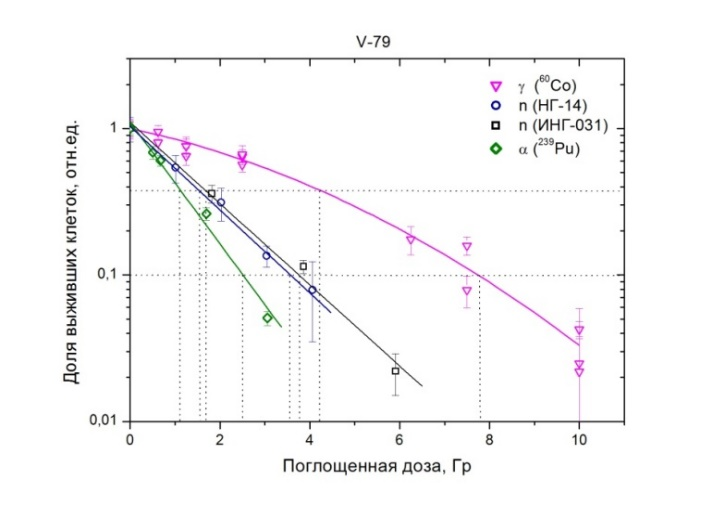 V-79
γ (⁶⁰Co)
n (НГ-14)
n (ИНГ-031)
α (²³⁹Pu)
Доля выживших клеток, отн.ед.
1
0,1
0,01
0 2 4 6 8 10
Поглощенная доза, Гр